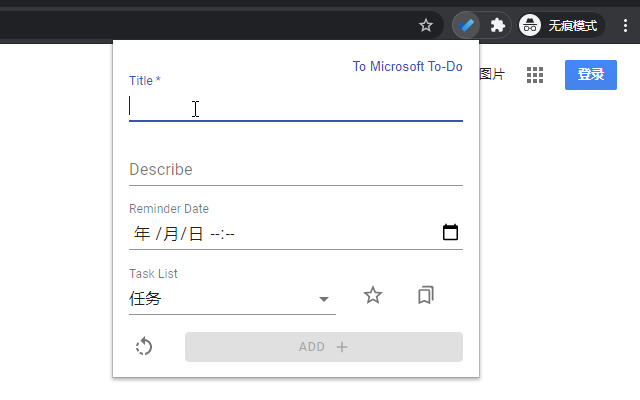 无痕模式
To Microsoft To-Do
Title *
图片
登录
Describe
Reminder Date
年 /月/日 --:--
Task List
任务
ADD +